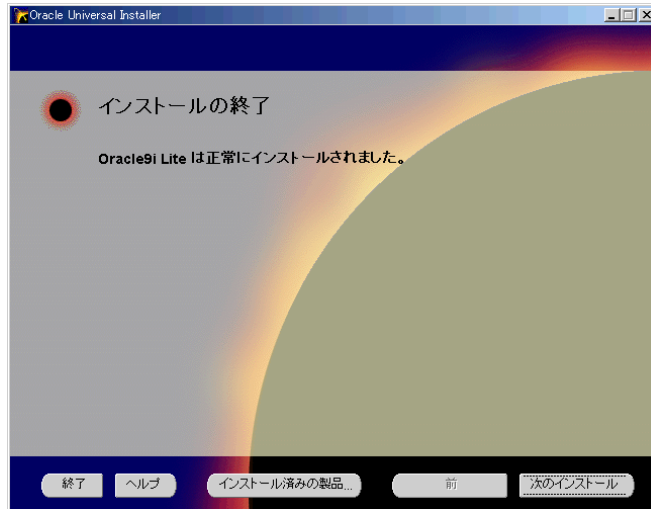 Oracle Universal Installer
インストールの終了
Oracle9i Lite は正常にインストールされました。
終了
ヘルプ
インストール済みの製品...
前
次のインストール